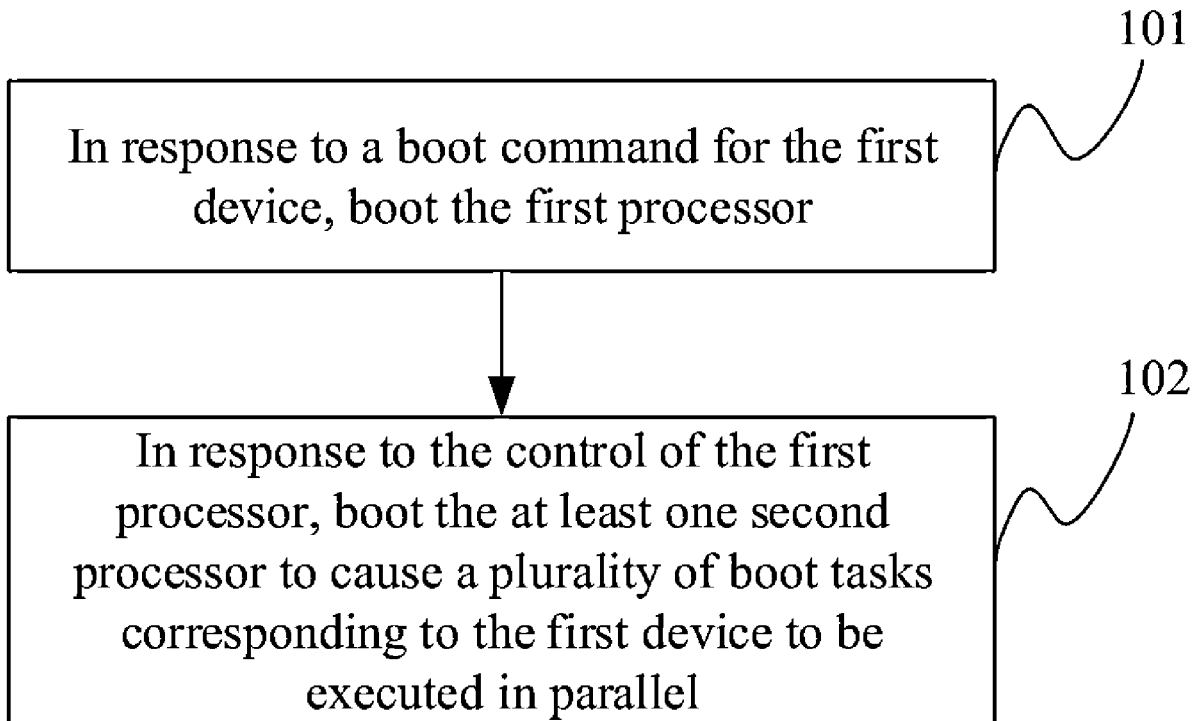 101
In response to a boot command for the first
device, boot the first processor
102
In response to the control of the first
processor, boot the at least one second
processor to cause a plurality of boot tasks
corresponding to the first device to be
executed in parallel